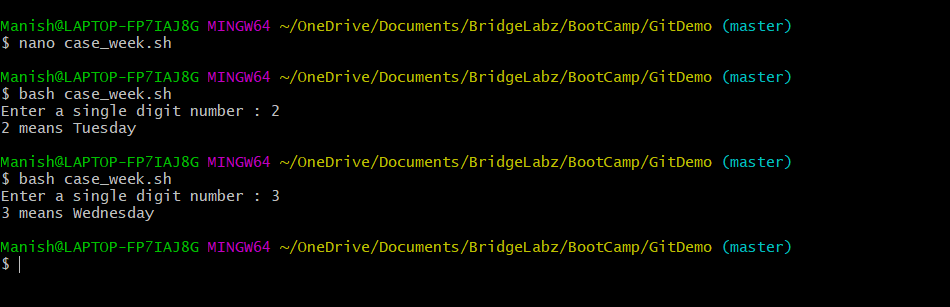 Manish@LAPTOP-FP7IAJ8G MINGW64 ~/OneDrive/Documents/BridgeLabz/BootCamp/GitDemo (master)
$ nano case_week.sh
Manish@LAPTOP-FP7IAJ8G MINGW64 ~/OneDrive/Documents/BridgeLabz/BootCamp/GitDemo (master)
$ bash case_week.sh
Enter a single digit number : 2
2 means Tuesday
Manish@LAPTOP-FP7IAJ8G MINGW64 ~/OneDrive/Documents/BridgeLabz/BootCamp/GitDemo (master)
$ bash case_week.sh
Enter a single digit number : 3
3 means Wednesday
Manish@LAPTOP-FP7IAJ8G MINGW64 ~/OneDrive/Documents/BridgeLabz/BootCamp/GitDemo (master)
$